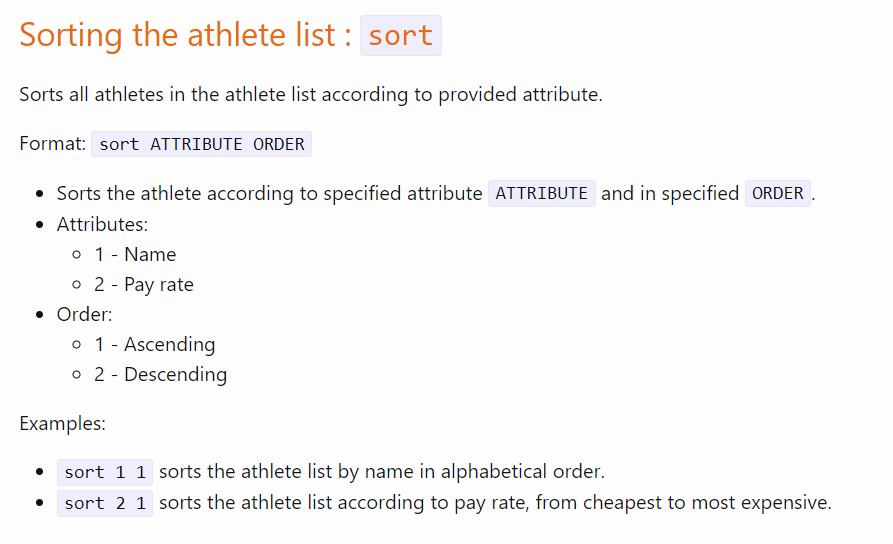 Sorting the athlete list : sort
Sorts all athletes in the athlete list according to provided attribute.
Format: sort ATTRIBUTE ORDER
Sorts the athlete according to specified attribute ATTRIBUTE and in specified ORDER.
Attributes:
1 - Name
2 - Pay rate
Order:
1 - Ascending
2 - Descending
Examples:
sort 1 1 sorts the athlete list by name in alphabetical order.
sort 2 1 sorts the athlete list according to pay rate, from cheapest to most expensive.